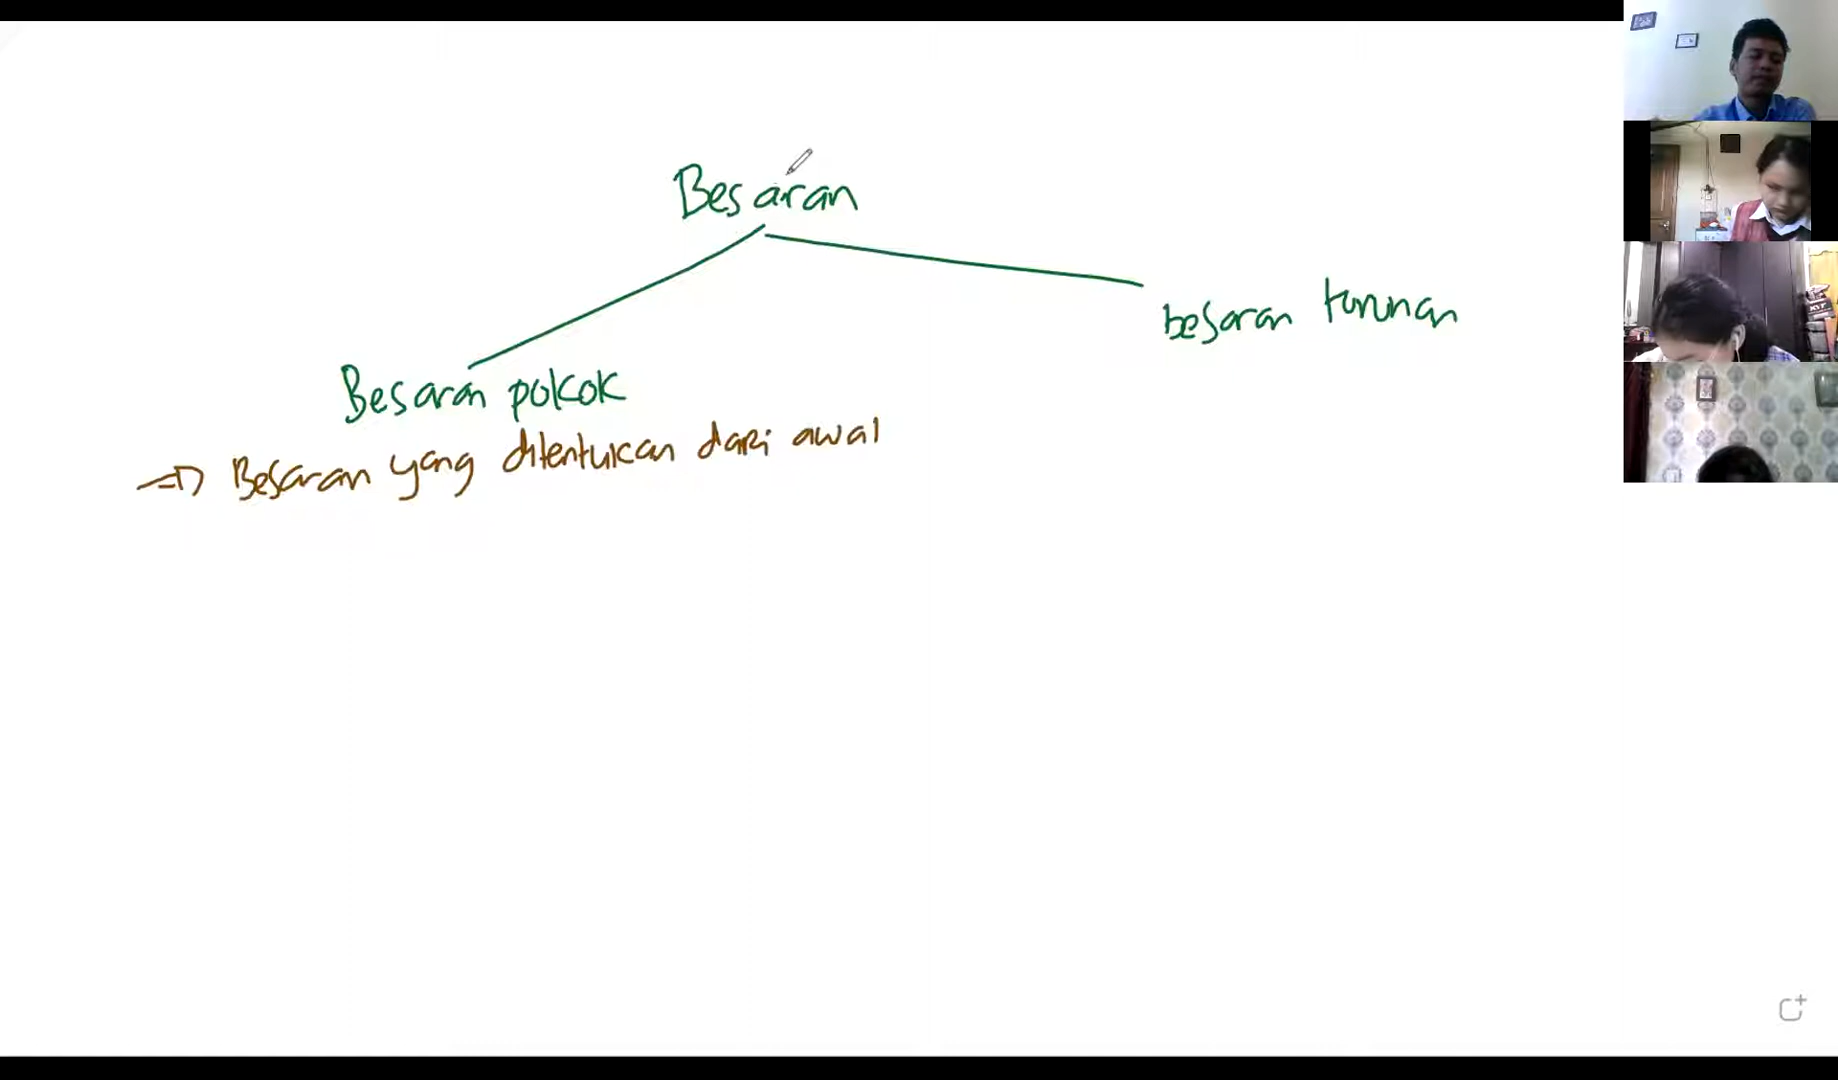 Besaran
besaran turunan
Besaran pokok
⇒ Besaran yang ditentukan dari awal